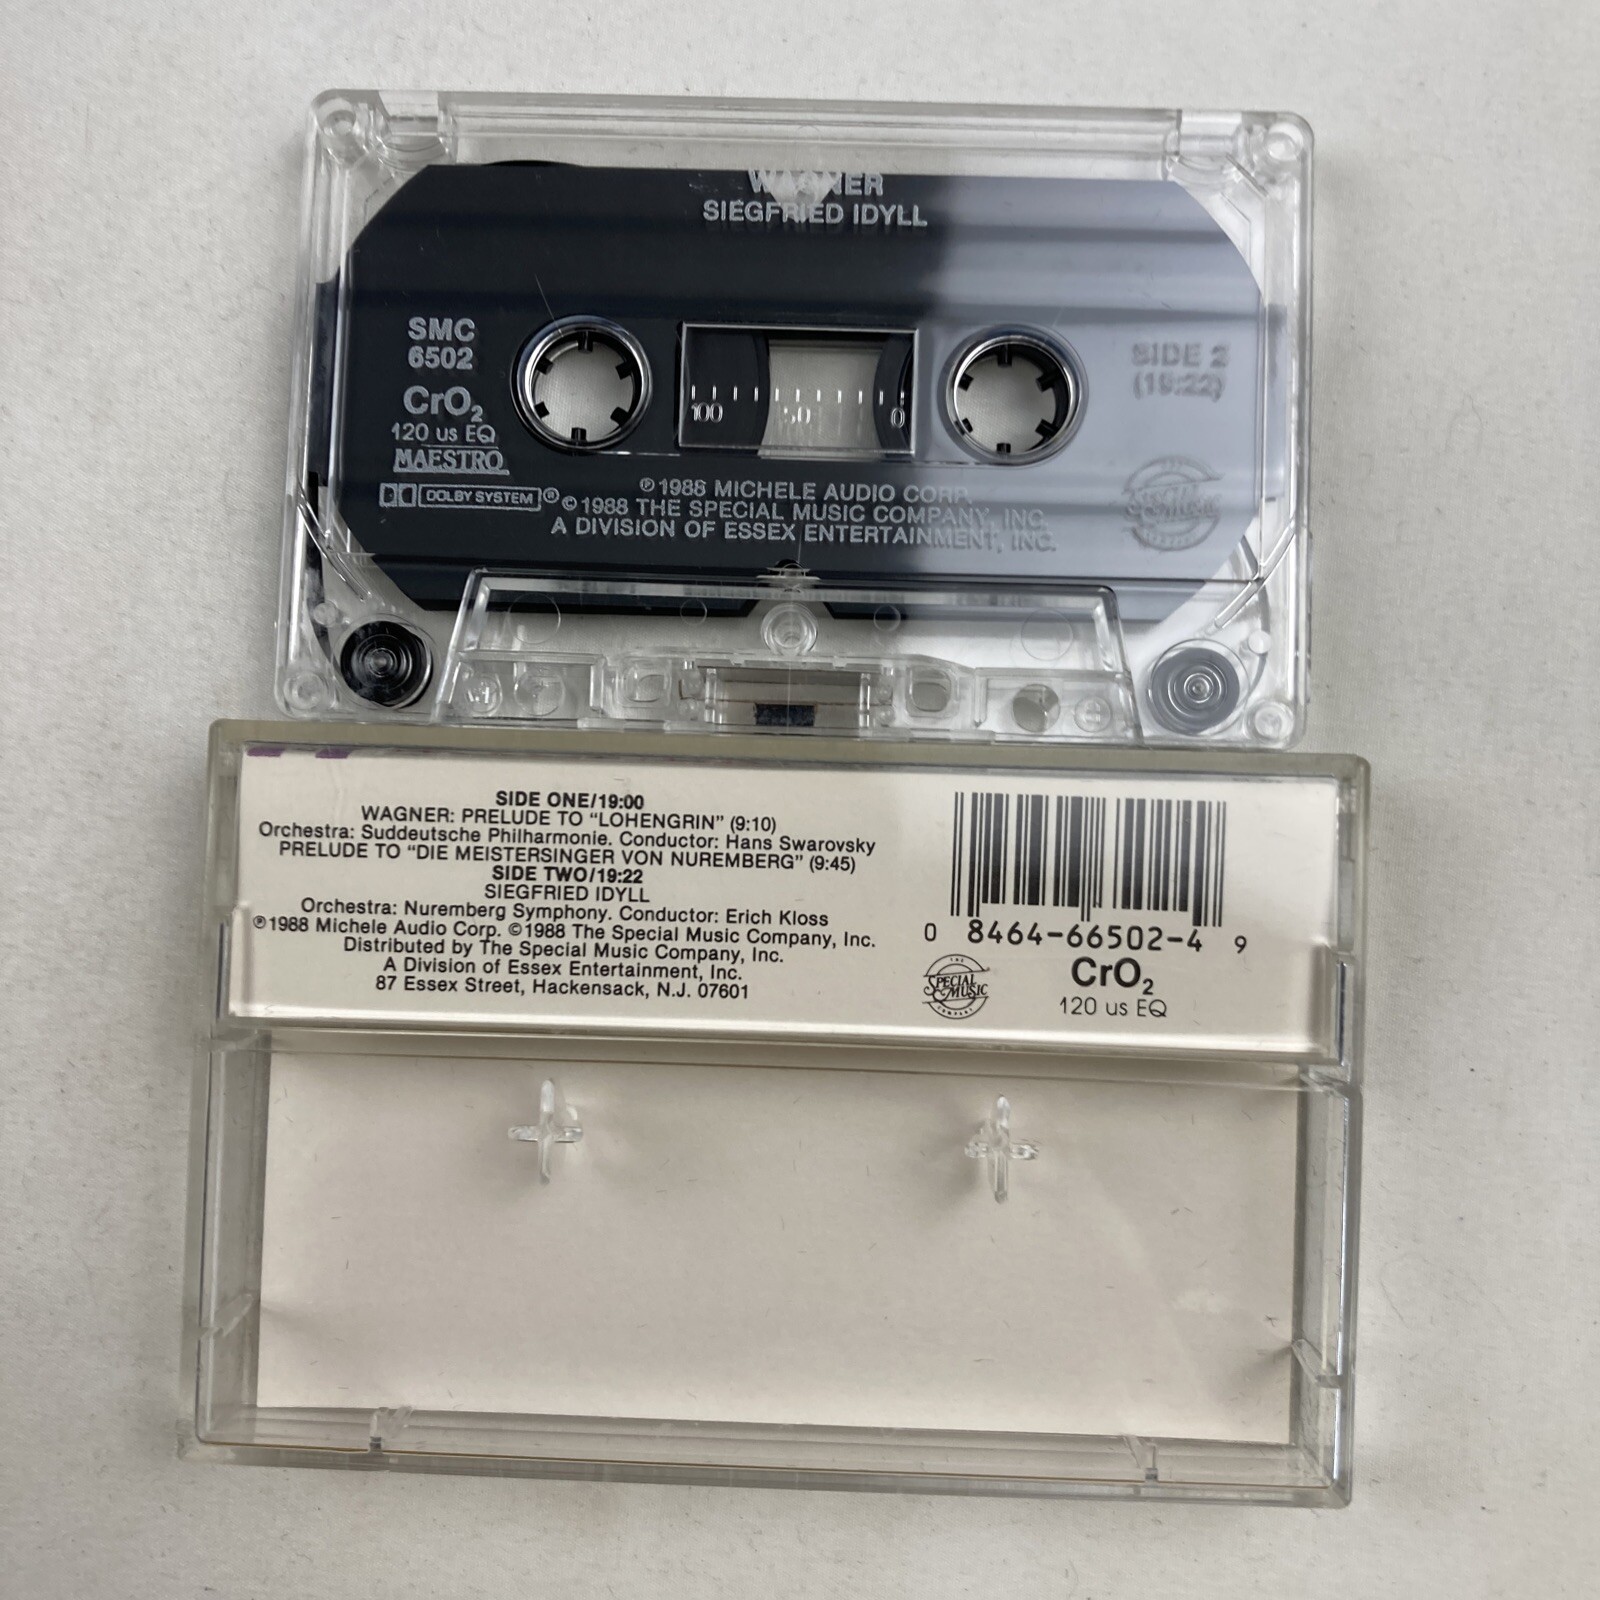 WAGNER
SIEGFRIED IDYLL
SMC
6502
CrO2
120 us EQ
MAESTRO
DOLBY SYSTEM ®
100 50 0
SIDE 2
(19:22)
℗1988 MICHELE AUDIO CORP.
©1988 THE SPECIAL MUSIC COMPANY, INC.
A DIVISION OF ESSEX ENTERTAINMENT, INC.
SIDE ONE/19:00
WAGNER: PRELUDE TO "LOHENGRIN" (9:10)
Orchestra: Suddeutsche Philharmonie. Conductor: Hans Swarovsky
PRELUDE TO "DIE MEISTERSINGER VON NUREMBERG" (9:45)
SIDE TWO/19:22
SIEGFRIED IDYLL
Orchestra: Nuremberg Symphony. Conductor: Erich Kloss
℗1988 Michele Audio Corp. ©1988 The Special Music Company, Inc.
Distributed by The Special Music Company, Inc.
A Division of Essex Entertainment, Inc.
87 Essex Street, Hackensack, N.J. 07601
0 8464-66502-4 9
THE
SPECIAL
MUSIC
COMPANY
CrO2
120 us EQ